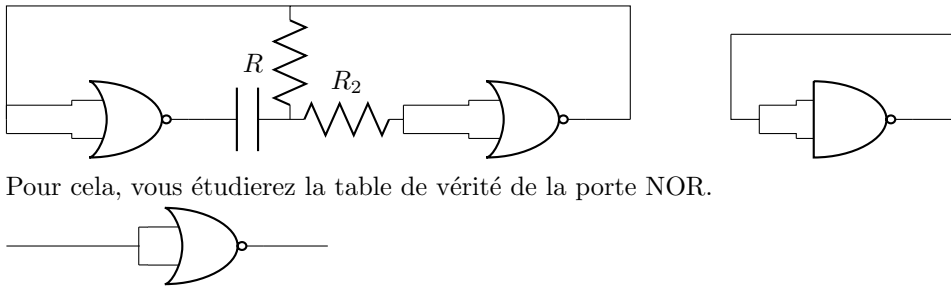 R
R₂
Pour cela, vous étudierez la table de vérité de la porte NOR.